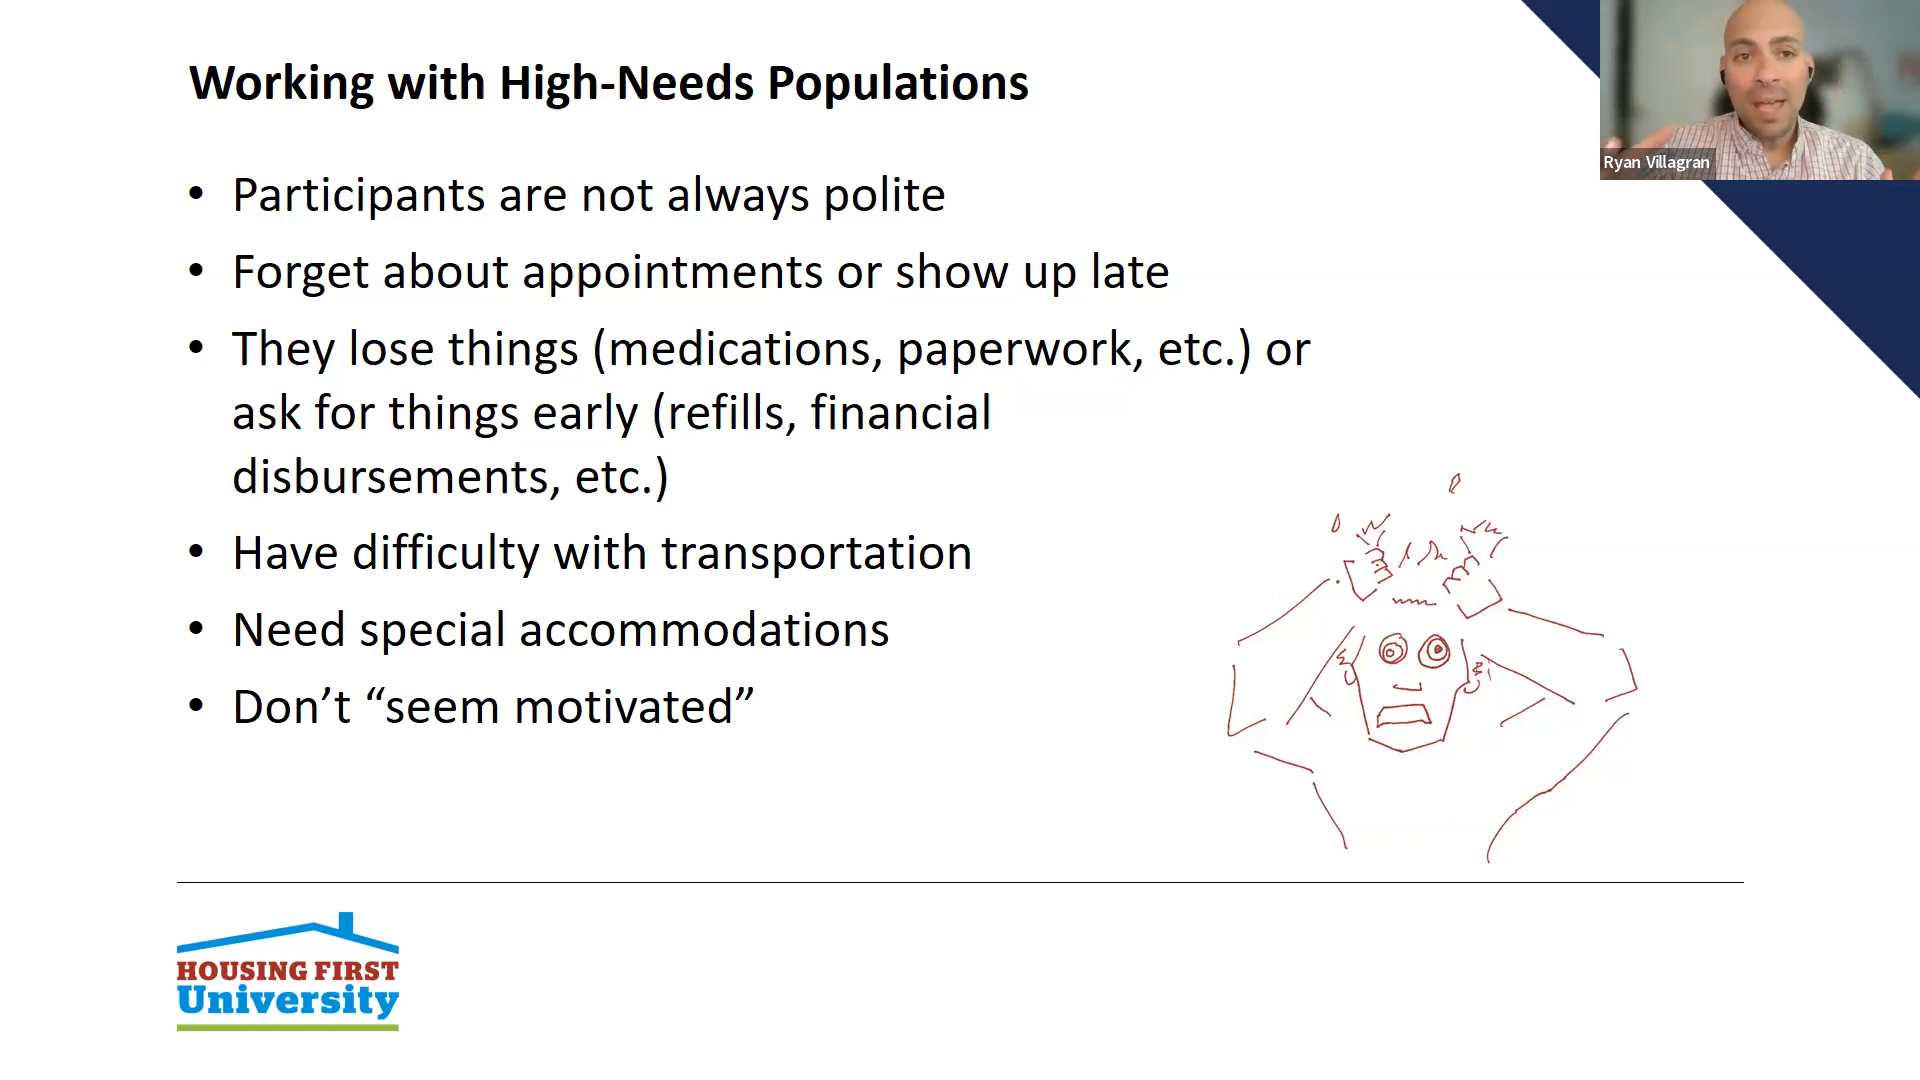 Working with High-Needs Populations
Ryan Villagran
• Participants are not always polite
• Forget about appointments or show up late
• They lose things (medications, paperwork, etc.) or
ask for things early (refills, financial
disbursements, etc.)
• Have difficulty with transportation
• Need special accommodations
• Don’t “seem motivated”
HOUSING FIRST
University